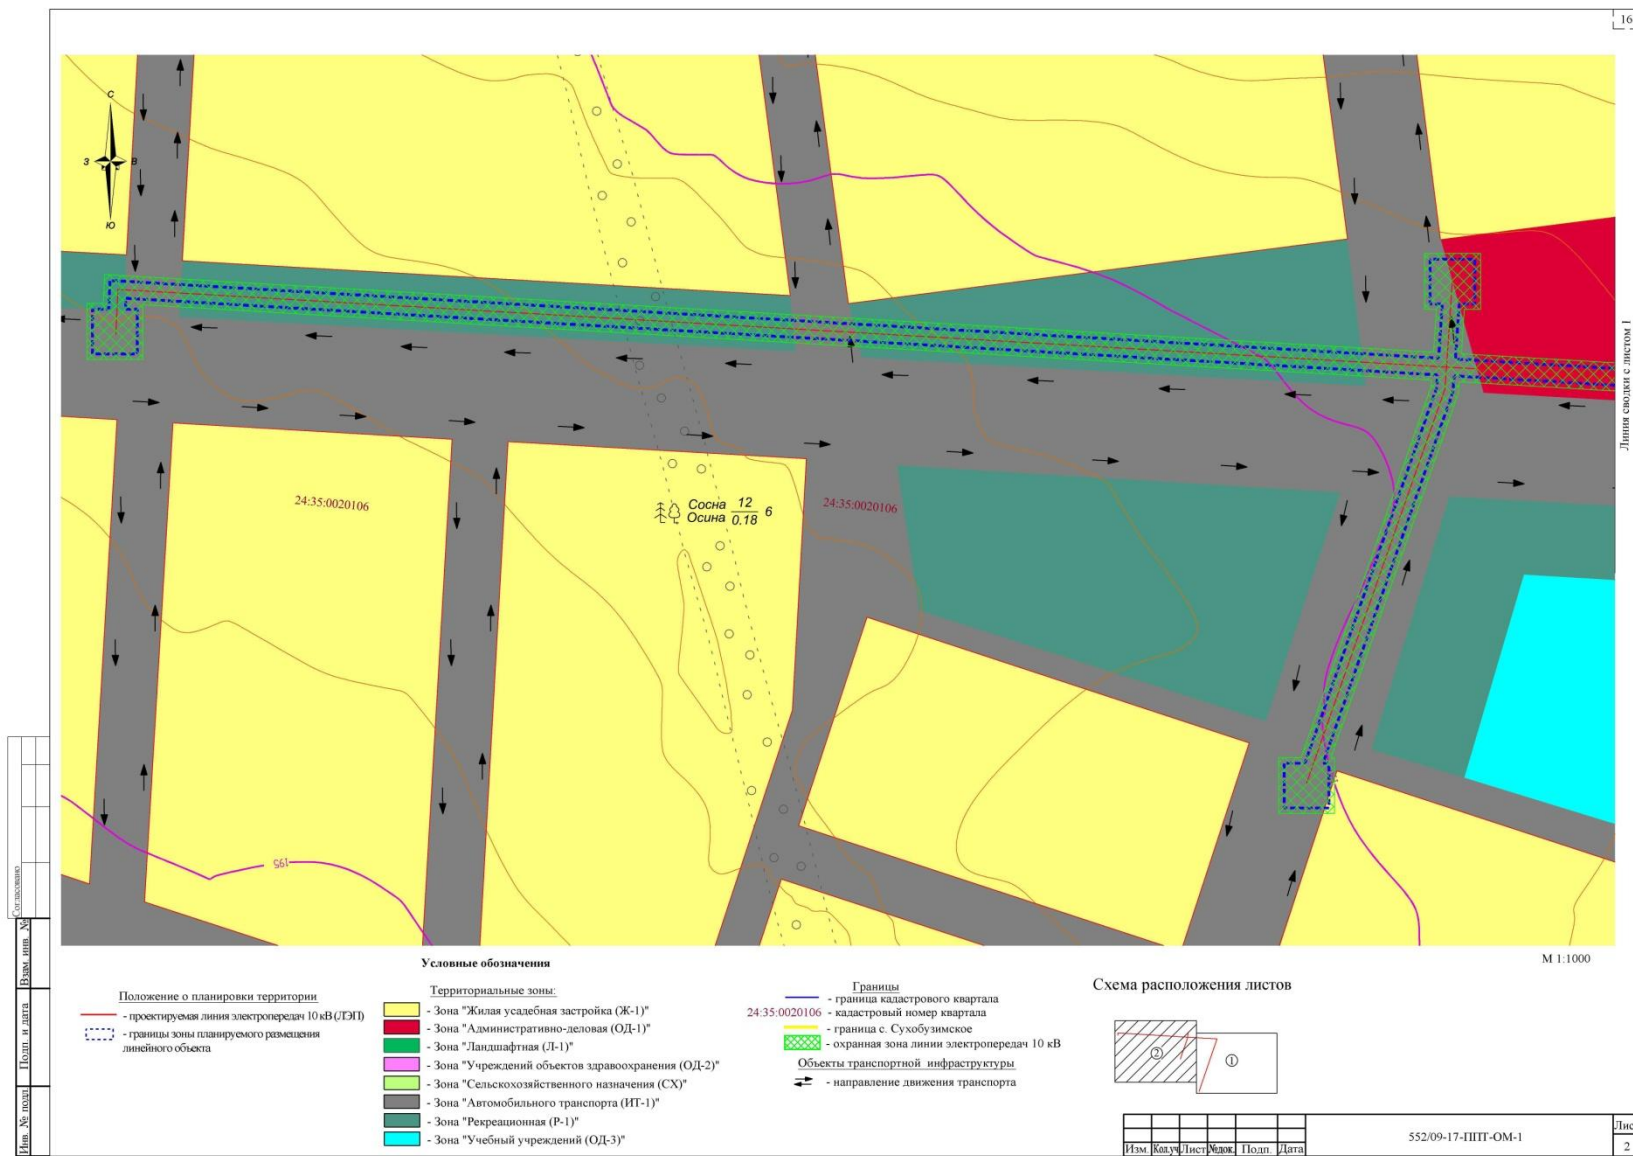 16
С
З
В
Ю
24:35:0020106
Сосна 12
Осина 0.18 6
24:35:0020106
195
Линия сводки с листом 1
М 1:1000
Условные обозначения
Положение о планировки территории
- проектируемая линия электропередач 10 кВ (ЛЭП)
- границы зоны планируемого размещения
линейного объекта
Территориальные зоны:
- Зона "Жилая усадебная застройка (Ж-1)"
- Зона "Административно-деловая (ОД-1)"
- Зона "Ландшафтная (Л-1)"
- Зона "Учреждений объектов здравоохранения (ОД-2)"
- Зона "Сельскохозяйственного назначения (СХ)"
- Зона "Автомобильного транспорта (ИТ-1)"
- Зона "Рекреационная (Р-1)"
- Зона "Учебный учреждений (ОД-3)"
Границы
- граница кадастрового квартала
24:35:0020106 - кадастровый номер квартала
- граница с. Сухобузимское
- охранная зона линии электропередач 10 кВ
Объекты транспортной инфраструктуры
- направление движения транспорта
Схема расположения листов
2
1
Согласовано
Взам. инв. №
Подп. и дата
Инв. № подл.
Изм. Кол.уч Лист №док. Подп. Дата
552/09-17-ППТ-ОМ-1
Лис
2